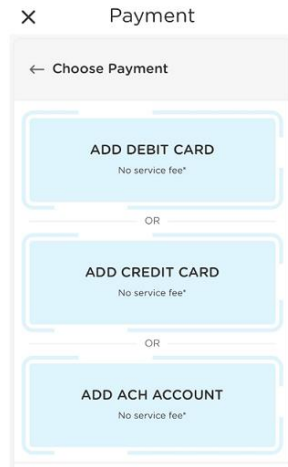 Payment
Choose Payment
ADD DEBIT CARD
No service fee*
OR
ADD CREDIT CARD
No service fee*
OR
ADD ACH ACCOUNT
No service fee*